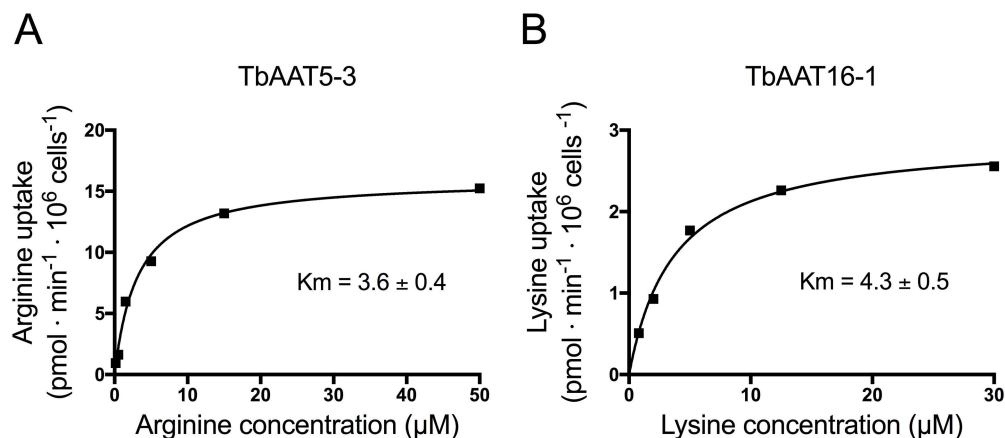 A
TbAAT5-3
Arginine uptake
(pmol · min⁻¹ · 10⁶ cells⁻¹)
20
15
10
5
0
Km = 3.6 ± 0.4
0 10 20 30 40 50
Arginine concentration (µM)
B
TbAAT16-1
Lysine uptake
(pmol · min⁻¹ · 10⁶ cells⁻¹)
3
2
1
0
Km = 4.3 ± 0.5
0 10 20 30
Lysine concentration (µM)